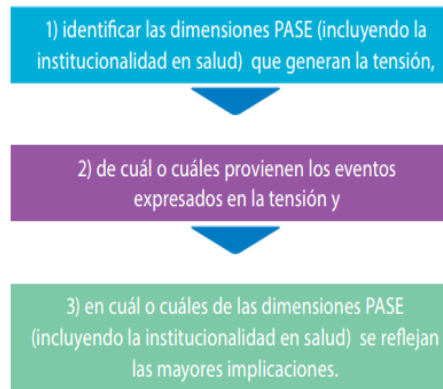 1) identificar las dimensiones PASE (incluyendo la
institucionalidad en salud) que generan la tensión,
2) de cuál o cuáles provienen los eventos
expresados en la tensión y
3) en cuál o cuáles de las dimensiones PASE
(incluyendo la institucionalidad en salud) se reflejan
las mayores implicaciones.